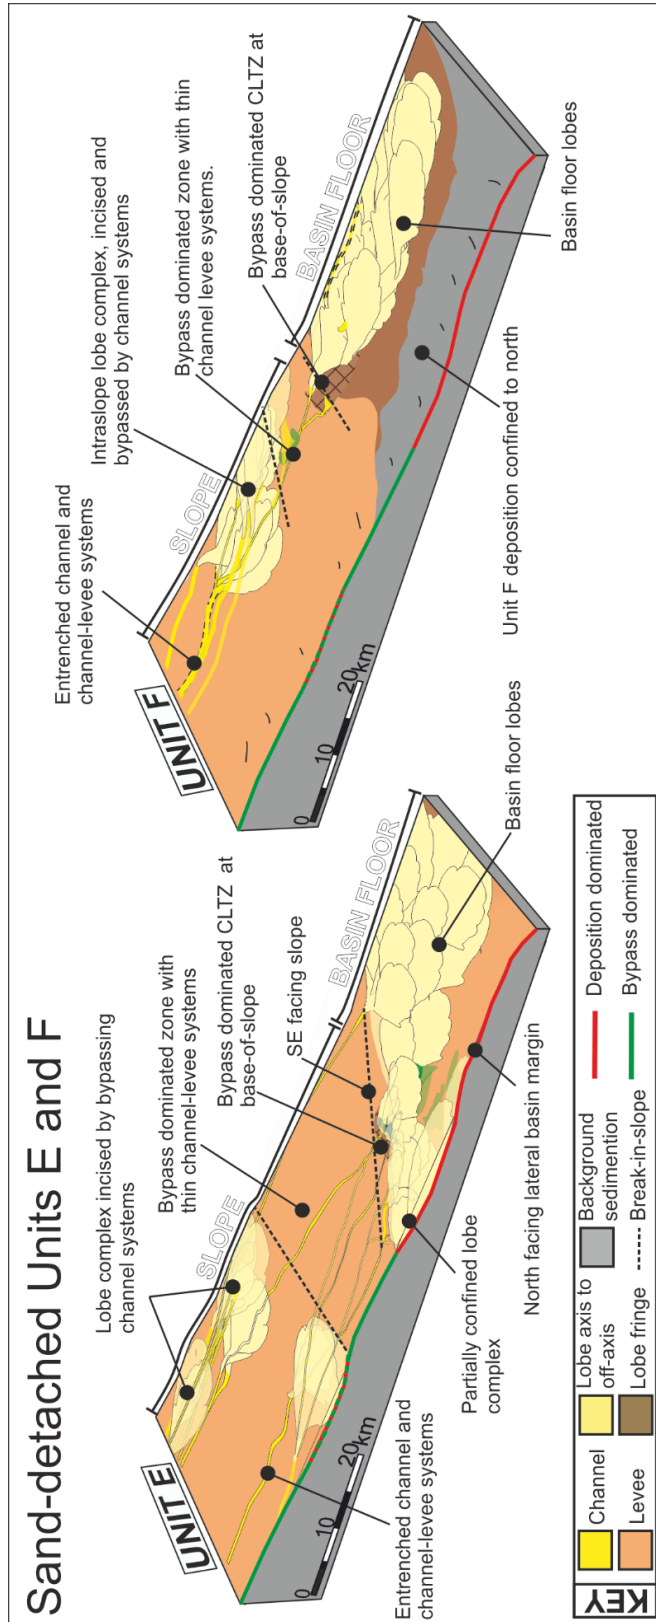 Sand-detached Units E and F
UNIT E
SLOPE
BASIN FLOOR
Lobe complex incised by bypassing
channel systems
Bypass dominated zone with
thin channel-levee systems
Bypass dominated CLTZ at
base-of-slope
SE facing slope
Entrenched channel and
channel-levee systems
Partially confined lobe
complex
North facing lateral basin margin
Basin floor lobes
0 10 20km
UNIT F
SLOPE
BASIN FLOOR
Entrenched channel and
channel-levee systems
Intraslope lobe complex, incised and
bypassed by channel systems
Bypass dominated zone with thin
channel levee systems.
Bypass dominated CLTZ at
base-of-slope
Unit F deposition confined to north
Basin floor lobes
0 10 20km
KEY
Channel
Levee
Lobe axis to
off-axis
Lobe fringe
Background
sedimention
Break-in-slope
Deposition dominated
Bypass dominated